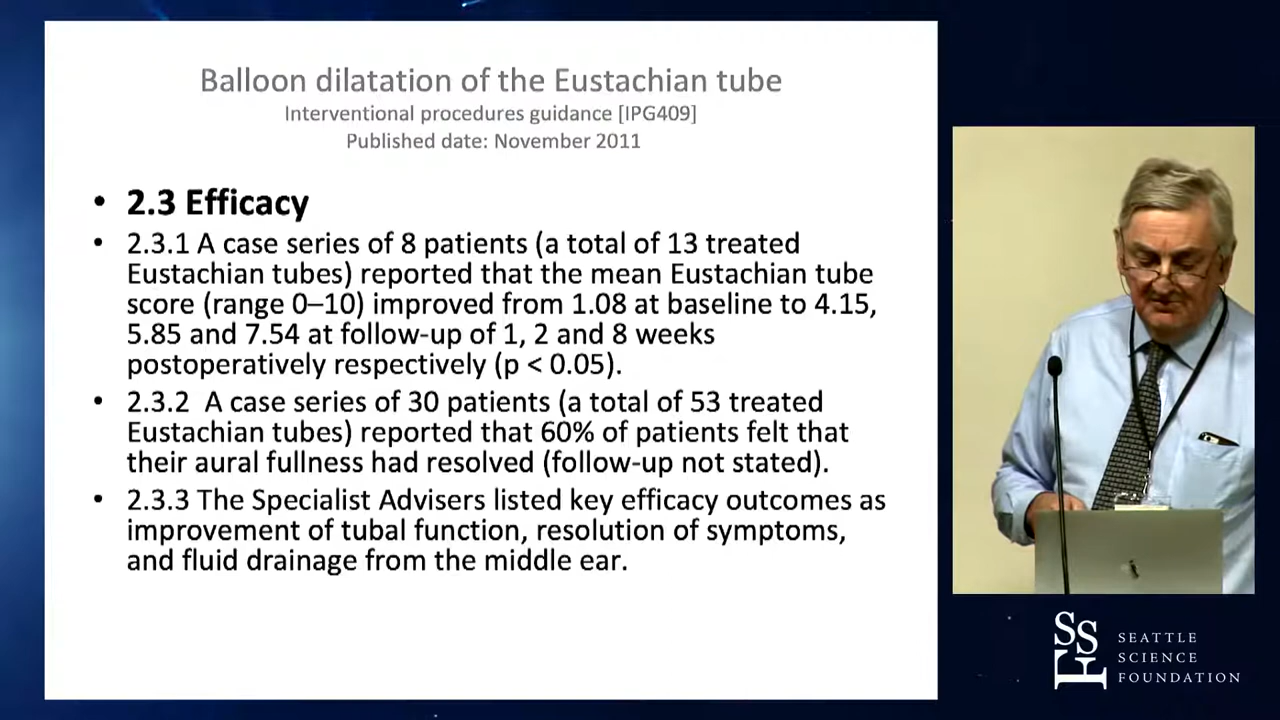 Balloon dilatation of the Eustachian tube
Interventional procedures guidance [IPG409]
Published date: November 2011
• 2.3 Efficacy
• 2.3.1 A case series of 8 patients (a total of 13 treated
Eustachian tubes) reported that the mean Eustachian tube
score (range 0–10) improved from 1.08 at baseline to 4.15,
5.85 and 7.54 at follow-up of 1, 2 and 8 weeks
postoperatively respectively (p < 0.05).
• 2.3.2 A case series of 30 patients (a total of 53 treated
Eustachian tubes) reported that 60% of patients felt that
their aural fullness had resolved (follow-up not stated).
• 2.3.3 The Specialist Advisers listed key efficacy outcomes as
improvement of tubal function, resolution of symptoms,
and fluid drainage from the middle ear.
SSF
SEATTLE
SCIENCE
FOUNDATION